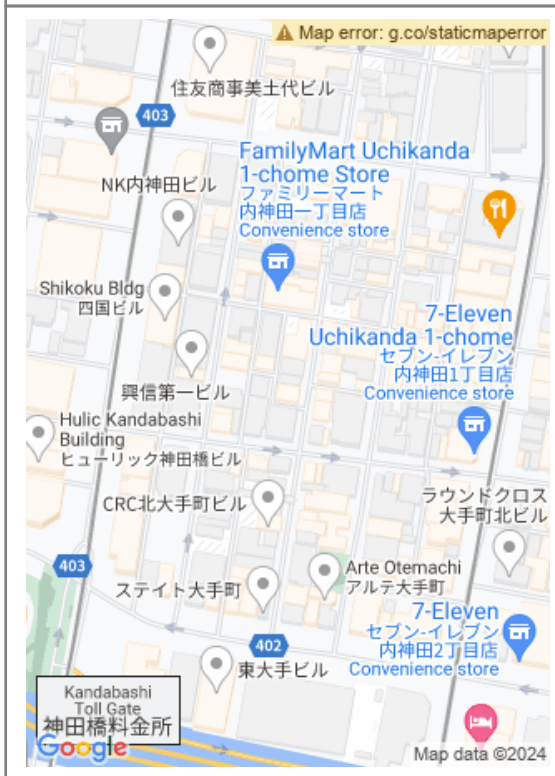 Map error: g.co/staticmaperror
住友商事美土代ビル
403
FamilyMart Uchikanda
1-chome Store
ファミリーマート
内神田一丁目店
Convenience store
NK内神田ビル
Shikoku Bldg
四国ビル
7-Eleven
Uchikanda 1-chome
セブン-イレブン
内神田1丁目店
Convenience store
興信第一ビル
Hulic Kandabashi
Building
ヒューリック神田橋ビル
CRC北大手町ビル
ラウンドクロス
大手町北ビル
403
Arte Otemachi
アルテ大手町
ステイト大手町
7-Eleven
セブン-イレブン
内神田2丁目店
Convenience store
402
東大手ビル
Kandabashi
Toll Gate
神田橋料金所
Google
Map data ©2024